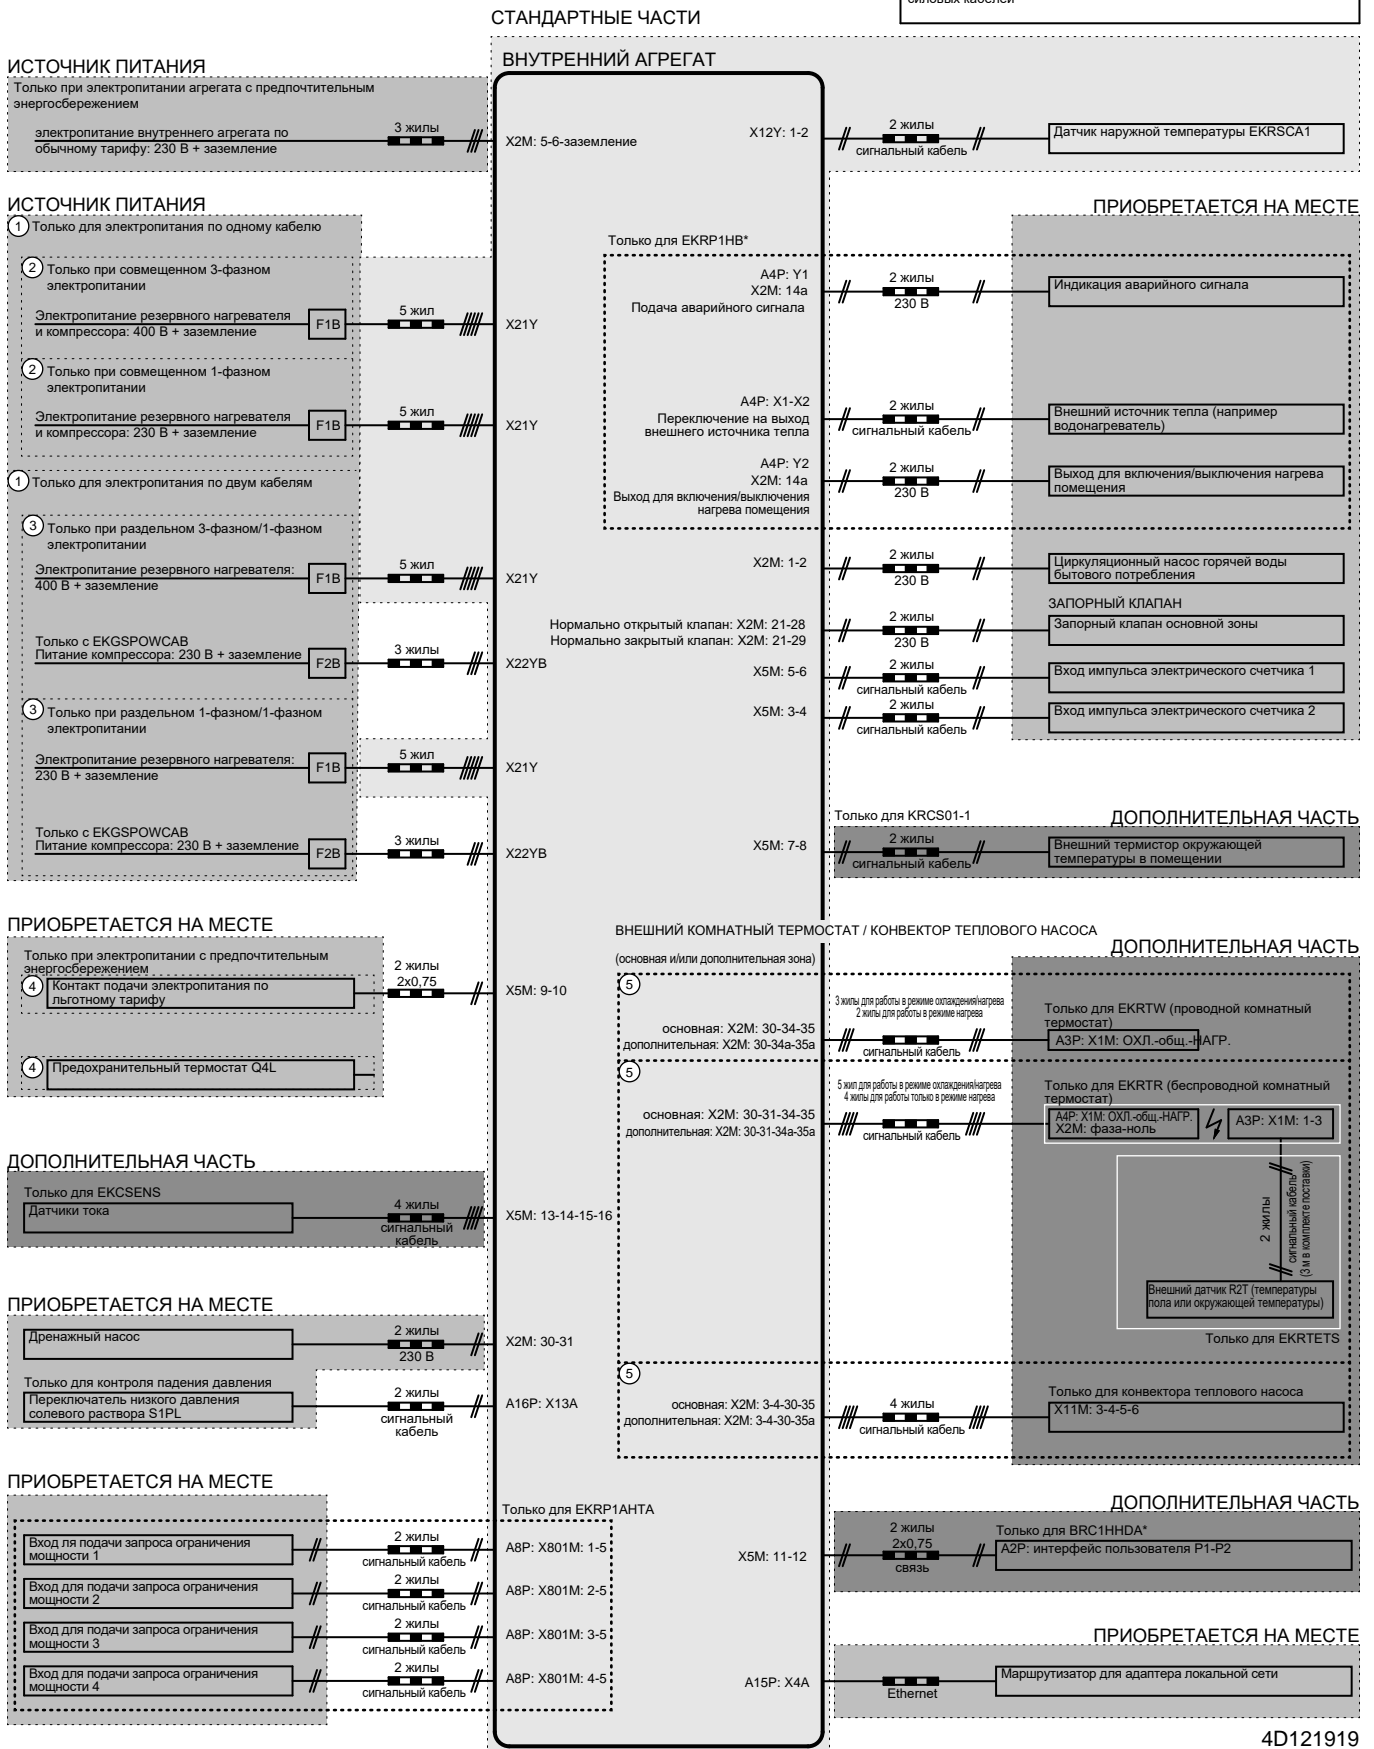 силовых кабелей
СТАНДАРТНЫЕ ЧАСТИ
ВНУТРЕННИЙ АГРЕГАТ
ИСТОЧНИК ПИТАНИЯ
Только при электропитании агрегата с предпочтительным
энергосбережением
электропитание внутреннего агрегата по
обычному тарифу: 230 В + заземление
3 жилы
X2M: 5-6-заземление
X12Y: 1-2
2 жилы
сигнальный кабель
Датчик наружной температуры EKRSCA1
ИСТОЧНИК ПИТАНИЯ
1 Только для электропитания по одному кабелю
2 Только при совмещенном 3-фазном
электропитании
Электропитание резервного нагревателя
и компрессора: 400 В + заземление
F1B
5 жил
X21Y
2 Только при совмещенном 1-фазном
электропитании
Электропитание резервного нагревателя
и компрессора: 230 В + заземление
F1B
5 жил
X21Y
1 Только для электропитания по двум кабелям
3 Только при раздельном 3-фазном/1-фазном
электропитании
Электропитание резервного нагревателя:
400 В + заземление
F1B
5 жил
X21Y
Только с EKGSPOWCAB
Питание компрессора: 230 В + заземление
F2B
3 жилы
X22YB
3 Только при раздельном 1-фазном/1-фазном
электропитании
Электропитание резервного нагревателя:
230 В + заземление
F1B
5 жил
X21Y
Только с EKGSPOWCAB
Питание компрессора: 230 В + заземление
F2B
3 жилы
X22YB
ПРИОБРЕТАЕТСЯ НА МЕСТЕ
Только для EKRP1HB*
A4P: Y1
X2M: 14a
Подача аварийного сигнала
2 жилы
230 В
Индикация аварийного сигнала
A4P: X1-X2
Переключение на выход
внешнего источника тепла
2 жилы
сигнальный кабель
Внешний источник тепла (например
водонагреватель)
A4P: Y2
X2M: 14a
Выход для включения/выключения
нагрева помещения
2 жилы
230 В
Выход для включения/выключения нагрева
помещения
X2M: 1-2
2 жилы
230 В
Циркуляционный насос горячей воды
бытового потребления
ЗАПОРНЫЙ КЛАПАН
Нормально открытый клапан: X2M: 21-28
Нормально закрытый клапан: X2M: 21-29
2 жилы
230 В
Запорный клапан основной зоны
X5M: 5-6
2 жилы
сигнальный кабель
Вход импульса электрического счетчика 1
X5M: 3-4
2 жилы
сигнальный кабель
Вход импульса электрического счетчика 2
Только для KRCS01-1
ДОПОЛНИТЕЛЬНАЯ ЧАСТЬ
X5M: 7-8
2 жилы
сигнальный кабель
Внешний термистор окружающей
температуры в помещении
ПРИОБРЕТАЕТСЯ НА МЕСТЕ
Только при электропитании с предпочтительным
энергосбережением
4 Контакт подачи электропитания по
льготному тарифу
2 жилы
2x0,75
X5M: 9-10
4 Предохранительный термостат Q4L
ВНЕШНИЙ КОМНАТНЫЙ ТЕРМОСТАТ / КОНВЕКТОР ТЕПЛОВОГО НАСОСА
ДОПОЛНИТЕЛЬНАЯ ЧАСТЬ
(основная и/или дополнительная зона)
5
основная: X2M: 30-34-35
дополнительная: X2M: 30-34a-35a
3 жилы для работы в режиме охлаждения/нагрева
2 жилы для работы в режиме нагрева
сигнальный кабель
Только для EKRTW (проводной комнатный
термостат)
A3P: X1M: ОХЛ.-общ.-НАГР.
5
основная: X2M: 30-31-34-35
дополнительная: X2M: 30-31-34a-35a
5 жил для работы в режиме охлаждения/нагрева
4 жилы для работы только в режиме нагрева
сигнальный кабель
Только для EKRTR (беспроводной комнатный
термостат)
A4P: X1M: ОХЛ.-общ.-НАГР.
X2M: фаза-ноль
A3P: X1M: 1-3
2 жилы
сигнальный кабель
(3 м в комплекте поставки)
Внешний датчик R2T (температуры
пола или окружающей температуры)
Только для EKRTETS
5
основная: X2M: 3-4-30-35
дополнительная: X2M: 3-4-30-35a
4 жилы
сигнальный кабель
Только для конвектора теплового насоса
X11M: 3-4-5-6
ДОПОЛНИТЕЛЬНАЯ ЧАСТЬ
Только для EKCSENS
Датчики тока
4 жилы
сигнальный
кабель
X5M: 13-14-15-16
ПРИОБРЕТАЕТСЯ НА МЕСТЕ
Дренажный насос
2 жилы
230 В
X2M: 30-31
Только для контроля падения давления
Переключатель низкого давления
солевого раствора S1PL
2 жилы
сигнальный
кабель
A16P: X13A
ПРИОБРЕТАЕТСЯ НА МЕСТЕ
Только для EKRP1AHTA
Вход ля подачи запроса ограничения
мощности 1
2 жилы
сигнальный кабель
A8P: X801M: 1-5
Вход для подачи запроса ограничения
мощности 2
2 жилы
сигнальный кабель
A8P: X801M: 2-5
Вход для подачи запроса ограничения
мощности 3
2 жилы
сигнальный кабель
A8P: X801M: 3-5
Вход для подачи запроса ограничения
мощности 4
2 жилы
сигнальный кабель
A8P: X801M: 4-5
ДОПОЛНИТЕЛЬНАЯ ЧАСТЬ
X5M: 11-12
2 жилы
2x0,75
связь
Только для BRC1HHDA*
A2P: интерфейс пользователя P1-P2
ПРИОБРЕТАЕТСЯ НА МЕСТЕ
A15P: X4A
Ethernet
Маршрутизатор для адаптера локальной сети
4D121919